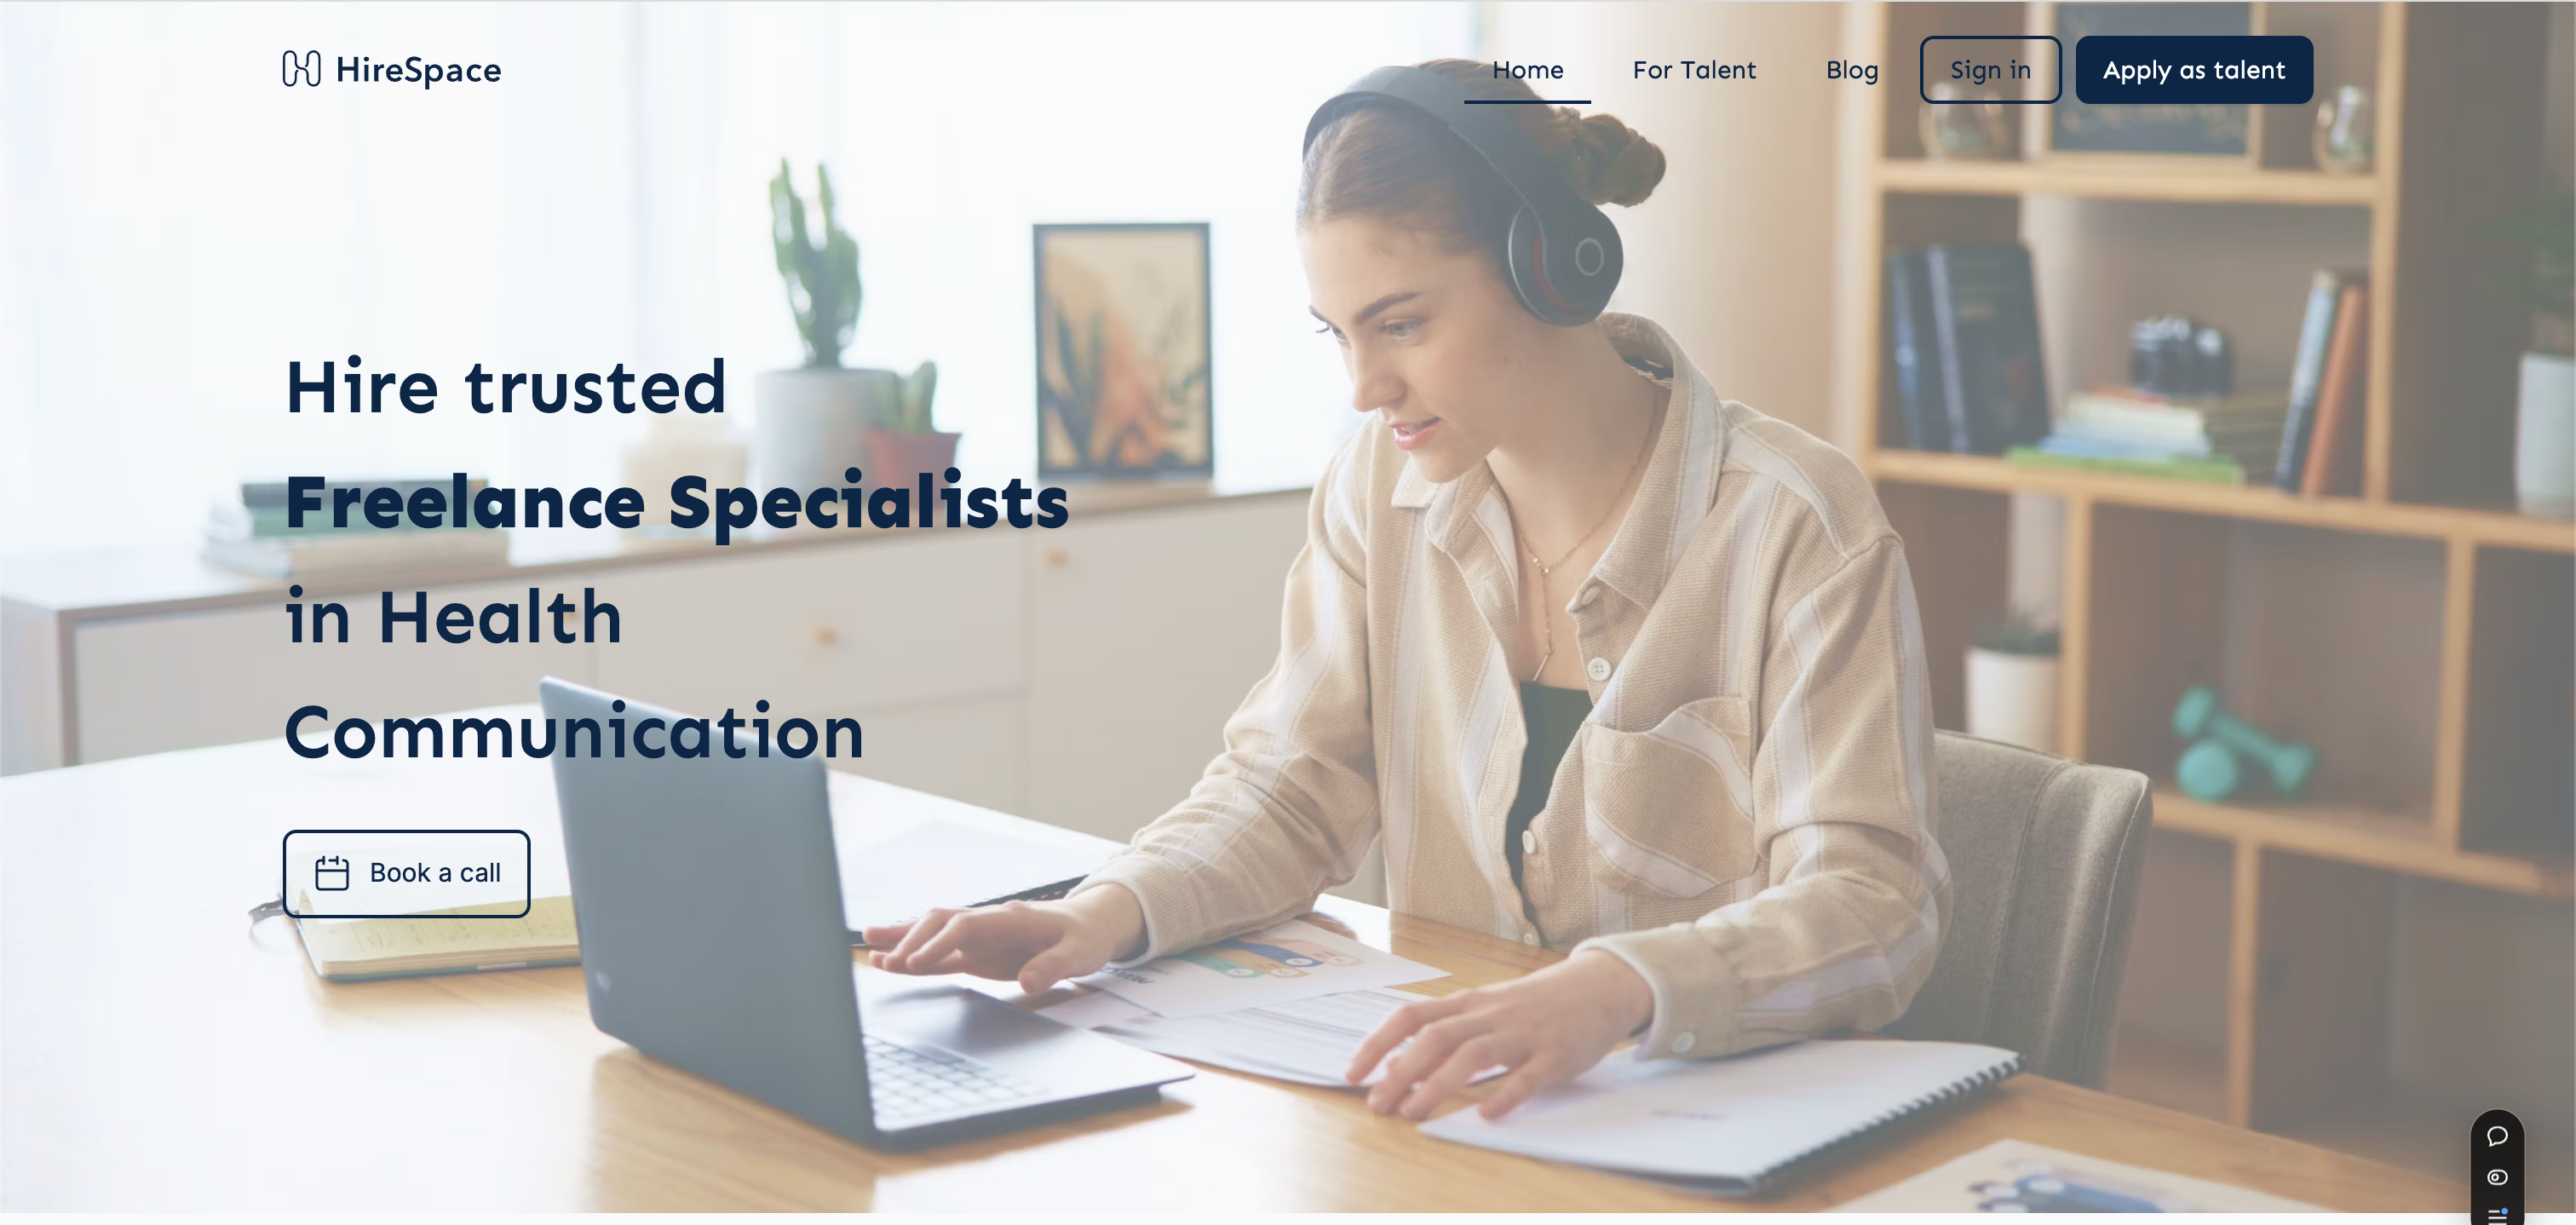 HireSpace
Home
For Talent
Blog
Sign in
Apply as talent
Hire trusted
Freelance Specialists
in Health
Communication
Book a call